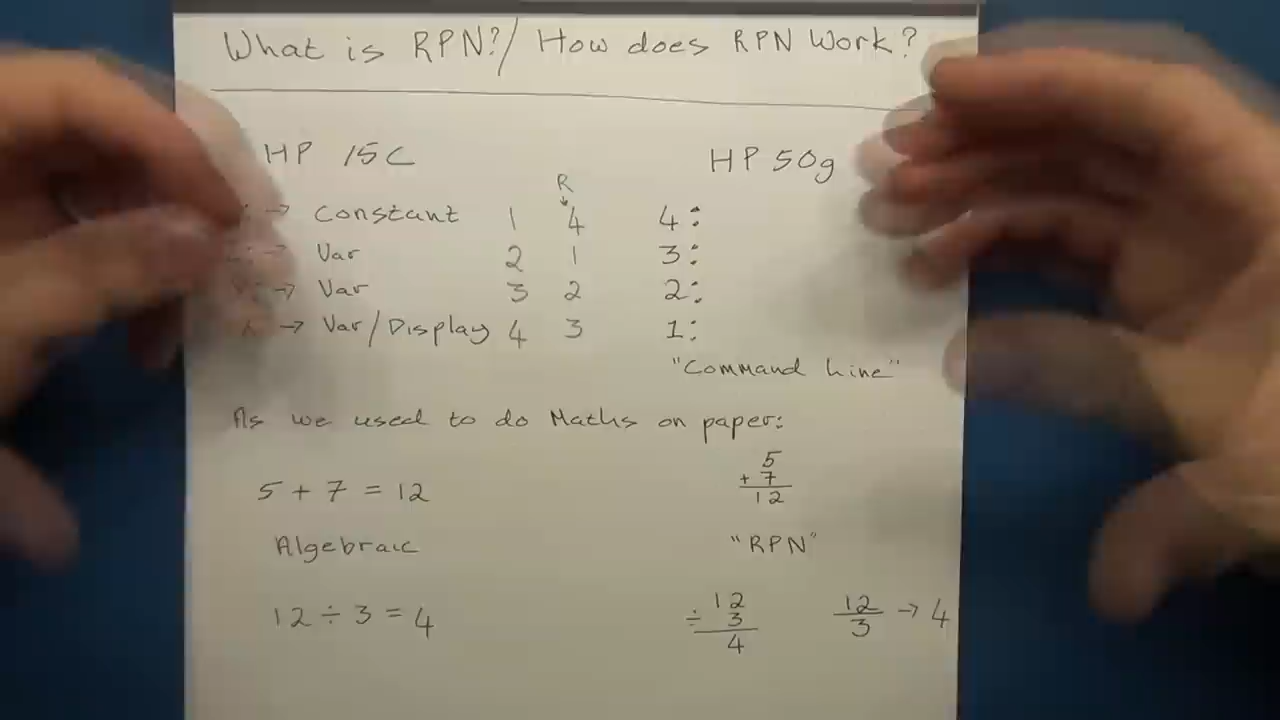 What is RPN?/ How does RPN Work?
HP 15C
HP 50g
R
→ Constant 1 4 4:
→ Var 2 1 3:
→ Var 3 2 2:
→ Var/Display 4 3 1:
"Command Line"
As we used to do Maths on paper:
5 + 7 = 12
5
+ 7
12
Algebraic
"RPN"
12 ÷ 3 = 4
12
÷ 3
4
12
3 → 4